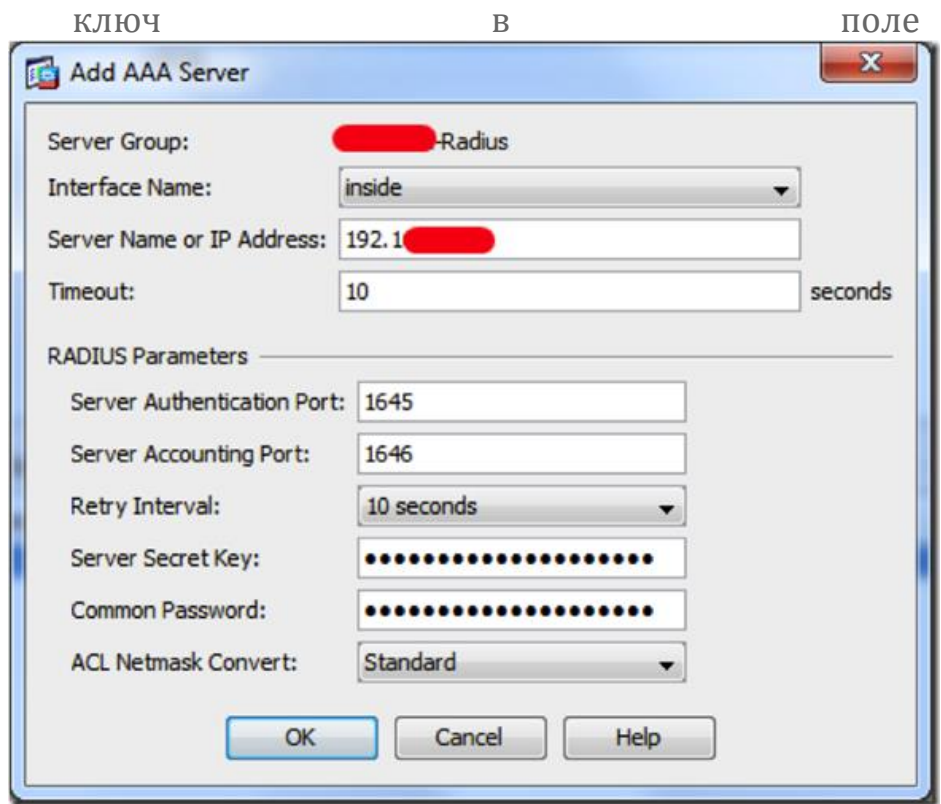 ключ в поле
Add AAA Server
Server Group: -Radius
Interface Name: inside
Server Name or IP Address: 192.1
Timeout: 10 seconds
RADIUS Parameters
Server Authentication Port: 1645
Server Accounting Port: 1646
Retry Interval: 10 seconds
Server Secret Key: ••••••••••••••••••••
Common Password: ••••••••••••••••••••
ACL Netmask Convert: Standard
OK Cancel Help